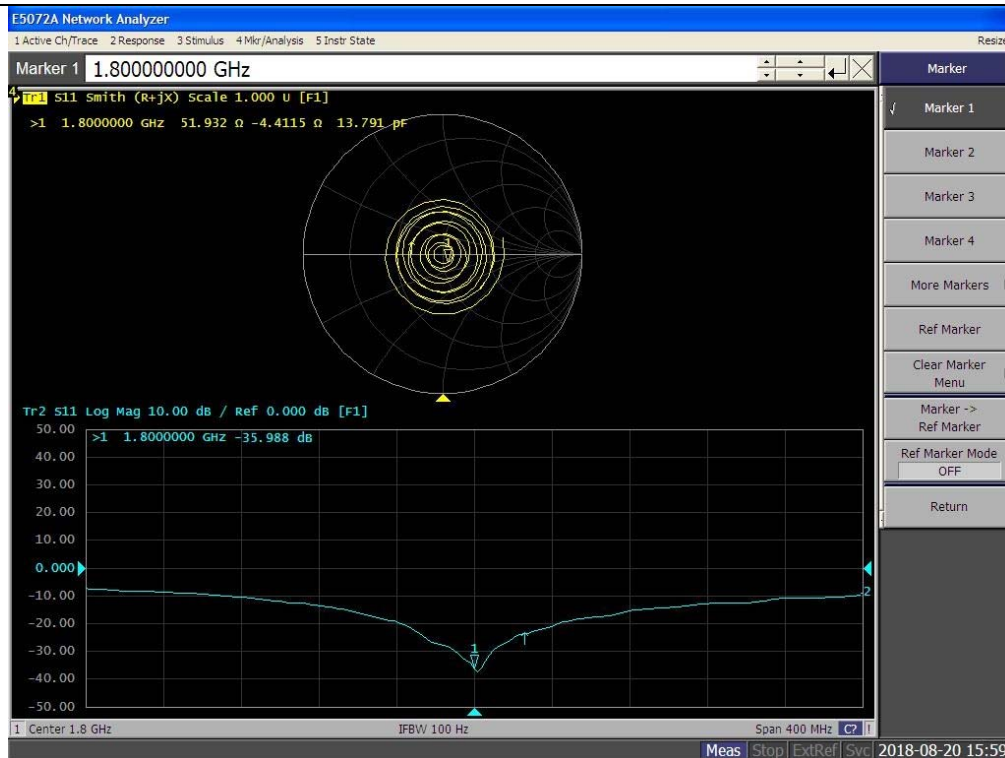 E5072A Network Analyzer
1 Active Ch/Trace 2 Response 3 Stimulus 4 Mkr/Analysis 5 Instr State
Resize
Marker 1 1.800000000 GHz
Tr1 S11 Smith (R+jX) Scale 1.000 U [F1]
>1 1.8000000 GHz 51.932 Ω -4.4115 Ω 13.791 pF
1
Tr2 S11 Log Mag 10.00 dB / Ref 0.000 dB [F1]
>1 1.8000000 GHz -35.988 dB
50.00
40.00
30.00
20.00
10.00
0.000
-10.00
-20.00
-30.00
-40.00
-50.00
1
2
1 Center 1.8 GHz IFBW 100 Hz Span 400 MHz C? !
Meas Stop ExtRef Svc 2018-08-20 15:59
Marker
√ Marker 1
Marker 2
Marker 3
Marker 4
More Markers
Ref Marker
Clear Marker
Menu
Marker ->
Ref Marker
Ref Marker Mode
OFF
Return